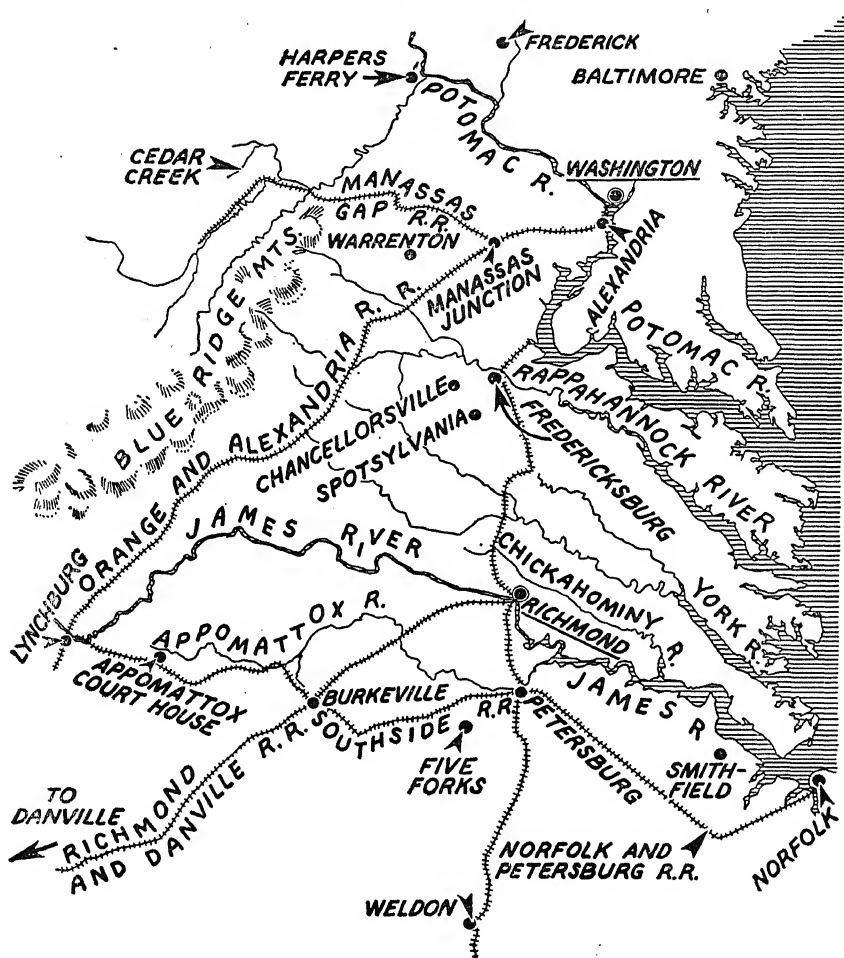 HARPERS
FERRY
FREDERICK
BALTIMORE
POTOMAC R.
CEDAR
CREEK
WASHINGTON
MANASSAS
GAP R.R.
WARRENTON
ALEXANDRIA
MANASSAS
JUNCTION
BLUE RIDGE MTS.
POTOMAC R.
ORANGE AND ALEXANDRIA R. R.
RAPPAHANNOCK RIVER
CHANCELLORSVILLE
SPOTSYLVANIA
FREDERICKSBURG
JAMES RIVER
CHICKAHOMINY R.
YORK R.
LYNCHBURG
RICHMOND
APPOMATTOX R.
APPOMATTOX
COURT HOUSE
BURKEVILLE
JAMES R.
SOUTHSIDE R.R.
PETERSBURG
FIVE
FORKS
SMITH-
FIELD
TO
DANVILLE
RICHMOND
AND DANVILLE R.R.
NORFOLK AND
PETERSBURG R.R.
NORFOLK
WELDON